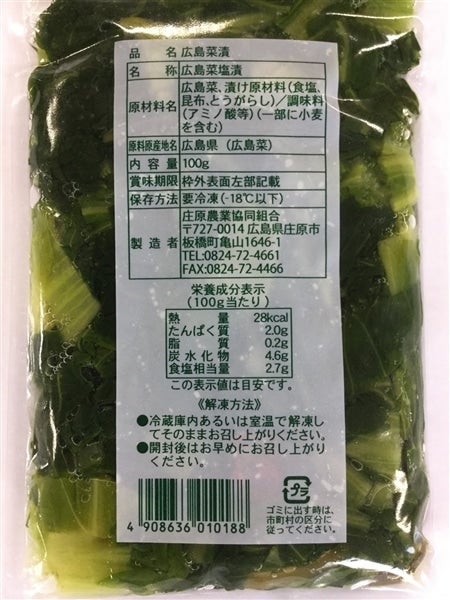 品名 広島菜漬
名称 広島菜塩漬
原材料名 広島菜、漬け原材料(食塩、
昆布、とうがらし)/調味料
(アミノ酸等)(一部に小麦
を含む)
原料原産地名 広島県(広島菜)
内容量 100g
賞味期限 枠外表面左部記載
保存方法 要冷凍(-18℃以下)
製造者 庄原農業協同組合
〒727-0014 広島県庄原市
板橋町亀山1646-1
TEL:0824-72-4661
FAX:0824-72-4466
栄養成分表示
(100g当たり)
熱量 28kcal
たんぱく質 2.0g
脂質 0.2g
炭水化物 4.6g
食塩相当量 2.7g
この表示値は目安です。
《解凍方法》
●冷蔵庫内あるいは室温で解凍し
てそのままお召し上がりください。
●開封後はお早めにお召し上がり
ください。
プラ
ゴミに出す時は、
市町村の区分に
従ってください。
4 908636 010188